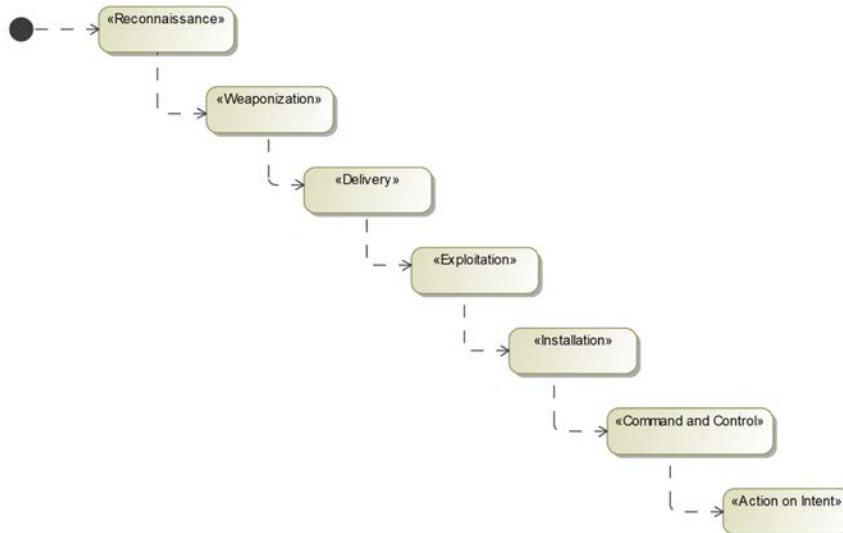 «Reconnaissance»
«Weaponization»
«Delivery»
«Exploitation»
«Installation»
«Command and Control»
«Action on Intent»